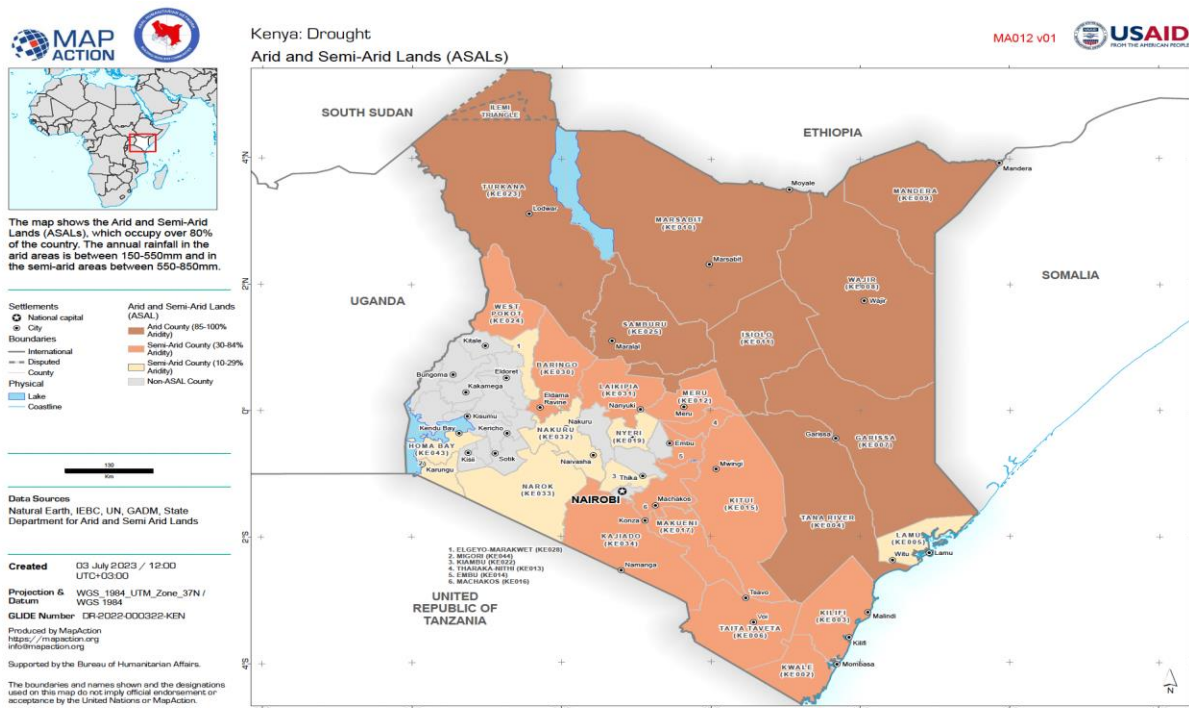 MAP
ACTION
Kenya: Drought
Arid and Semi-Arid Lands (ASALs)
MA012 v01
USAID
FROM THE AMERICAN PEOPLE
The map shows the Arid and Semi-Arid
Lands (ASALs), which occupy over 80%
of the country. The annual rainfall in the
arid areas is between 150-550mm and in
the semi-arid areas between 550-850mm.
Settlements
National capital
City
Boundaries
International
Disputed
County
Physical
Lake
Coastline
Arid and Semi-Arid Lands
(ASAL)
Arid County (85-100%
Aridity)
Semi-Arid County (30-84%
Aridity)
Semi-Arid County (10-29%
Aridity)
Non-ASAL County
100
Km
Data Sources
Natural Earth, IEBC, UN, GADM, State
Department for Arid and Semi Arid Lands
Created 03 July 2023 / 12:00
UTC+03:00
Projection & WGS_1984_UTM_Zone_37N /
Datum WGS 1984
GLIDE Number DR-2022-000322-KEN
Produced by MapAction
https://mapaction.org
info@mapaction.org
Supported by the Bureau of Humanitarian Affairs.
The boundaries and names shown and the designations
used on this map do not imply official endorsement or
acceptance by the United Nations or MapAction.
SOUTH SUDAN
ETHIOPIA
SOMALIA
UGANDA
UNITED
REPUBLIC OF
TANZANIA
ILEMI
TRIANGLE
TURKANA
(KE023)
Lodwar
MARSABIT
(KE010)
Marsabit
Moyale
MANDERA
(KE009)
Mandera
WAJIR
(KE008)
Wajir
WEST
POKOT
(KE024)
SAMBURU
(KE025)
Maralal
ISIOLO
(KE011)
1
Kitale
BARINGO
(KE030)
Bungoma
Eldoret
Kakamega
LAIKIPIA
(KE031)
MERU
(KE012)
Eldama
Ravine
Nanyuki
Meru
Kisumu
Nakuru
4
Kendu Bay
Kericho
NAKURU
(KE032)
NYERI
(KE019)
Embu
Garissa
GARISSA
(KE007)
HOMA BAY
(KE043)
Kisii
Sotik
Naivasha
5
Mwingi
2
Karungu
3
Thika
NAROK
(KE033)
NAIROBI
KITUI
(KE015)
Machakos
6
Konza
MAKUENI
(KE017)
TANA RIVER
(KE004)
KAJIADO
(KE034)
LAMU
(KE005)
Witu
Lamu
Namanga
1. ELGEYO-MARAKWET (KE028)
2. MIGORI (KE044)
3. KIAMBU (KE022)
4. THARAKA-NITHI (KE013)
5. EMBU (KE014)
6. MACHAKOS (KE016)
Tsavo
Voi
TAITA TAVETA
(KE006)
KILIFI
(KE003)
Malindi
Kilifi
KWALE
(KE002)
Mombasa
4°N
2°N
0°
2°S
4°S
N